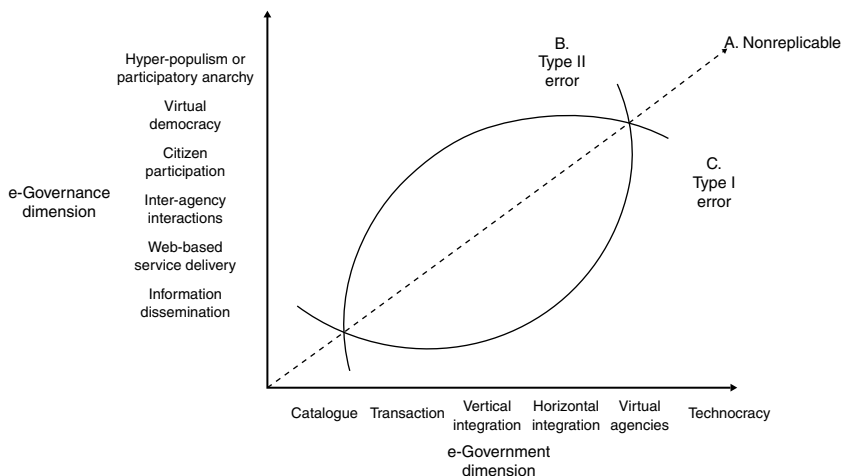 B.
Type II
error
A. Nonreplicable
Hyper-populism or
participatory anarchy
Virtual
democracy
Citizen
participation
C.
Type I
error
e-Governance
dimension
Inter-agency
interactions
Web-based
service delivery
Information
dissemination
Catalogue
Transaction
Vertical
integration
Horizontal
integration
Virtual
agencies
Technocracy
e-Government
dimension